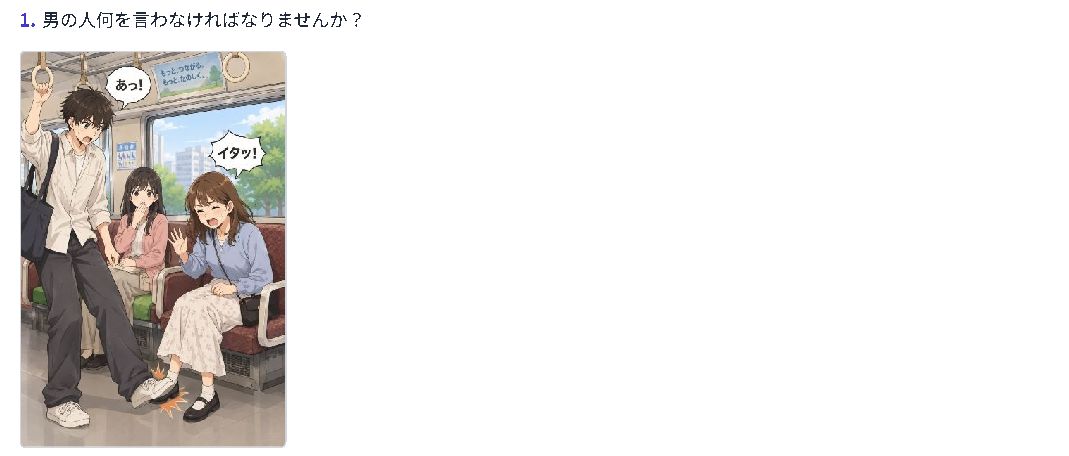 1. 男の人何を言わなければなりませんか？
あっ!
もっと、つながる。
もっと、たのしく。
イタッ!